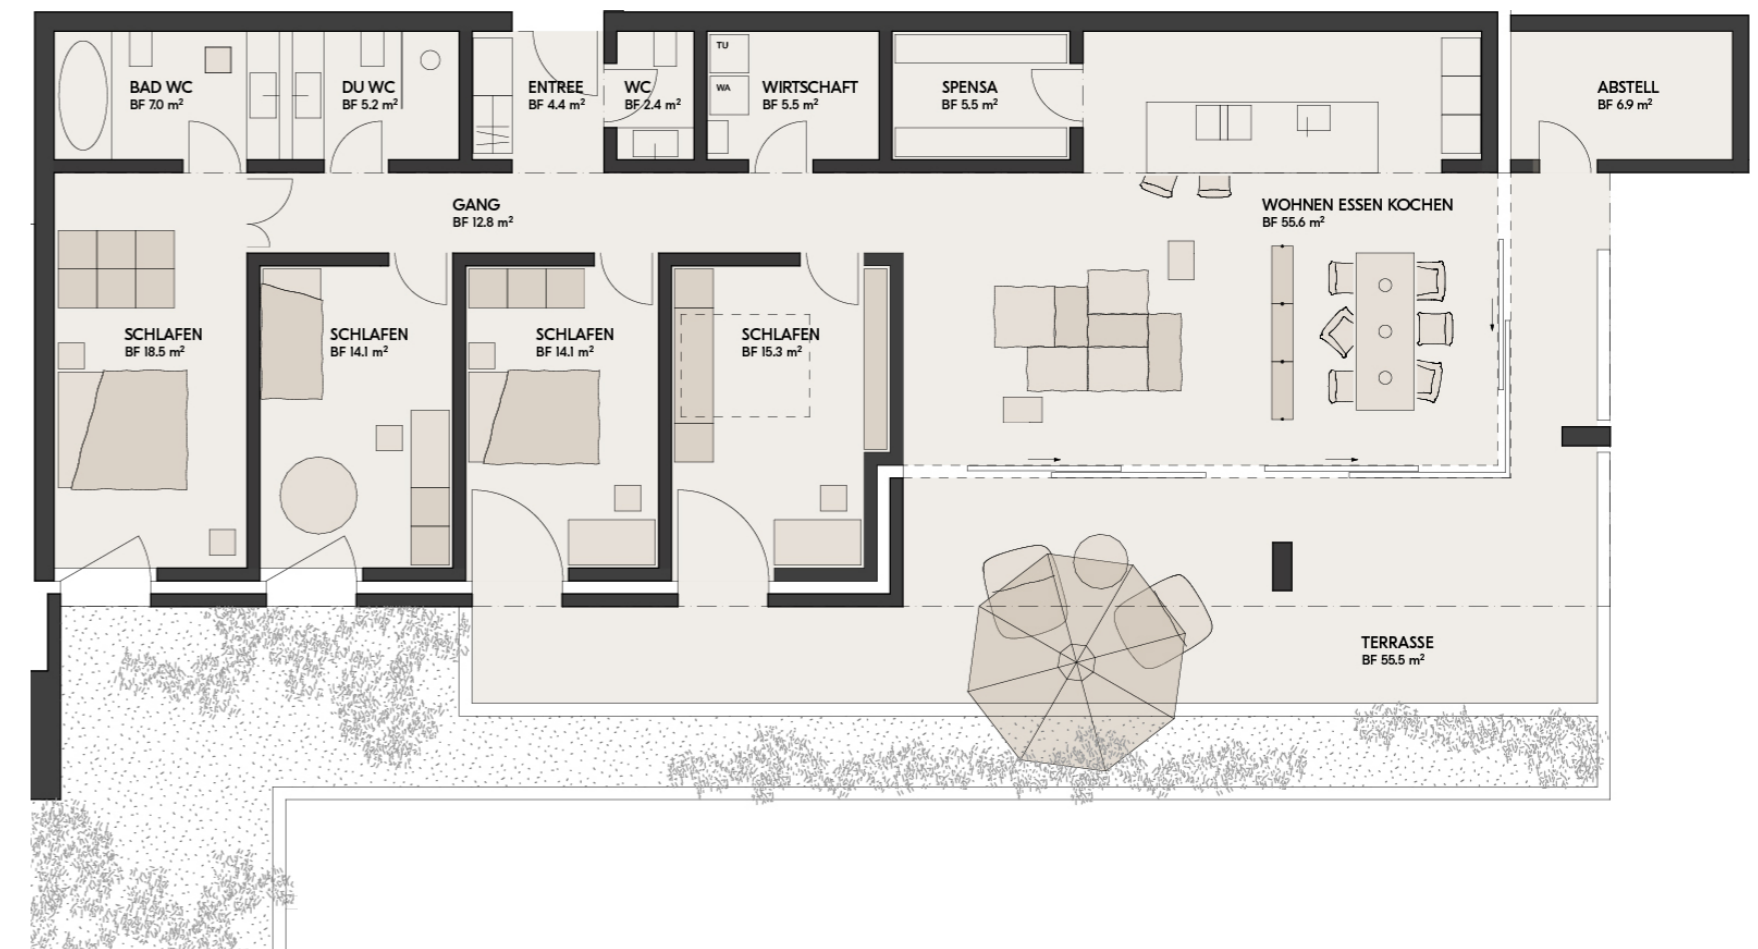 BAD WC
BF 7.0 m²
DU WC
BF 5.2 m²
ENTREE
BF 4.4 m²
WC
BF 2.4 m²
TU
WA
WIRTSCHAFT
BF 5.5 m²
SPENSA
BF 5.5 m²
ABSTELL
BF 6.9 m²
GANG
BF 12.8 m²
WOHNEN ESSEN KOCHEN
BF 55.6 m²
SCHLAFEN
BF 18.5 m²
SCHLAFEN
BF 14.1 m²
SCHLAFEN
BF 14.1 m²
SCHLAFEN
BF 15.3 m²
TERRASSE
BF 55.5 m²